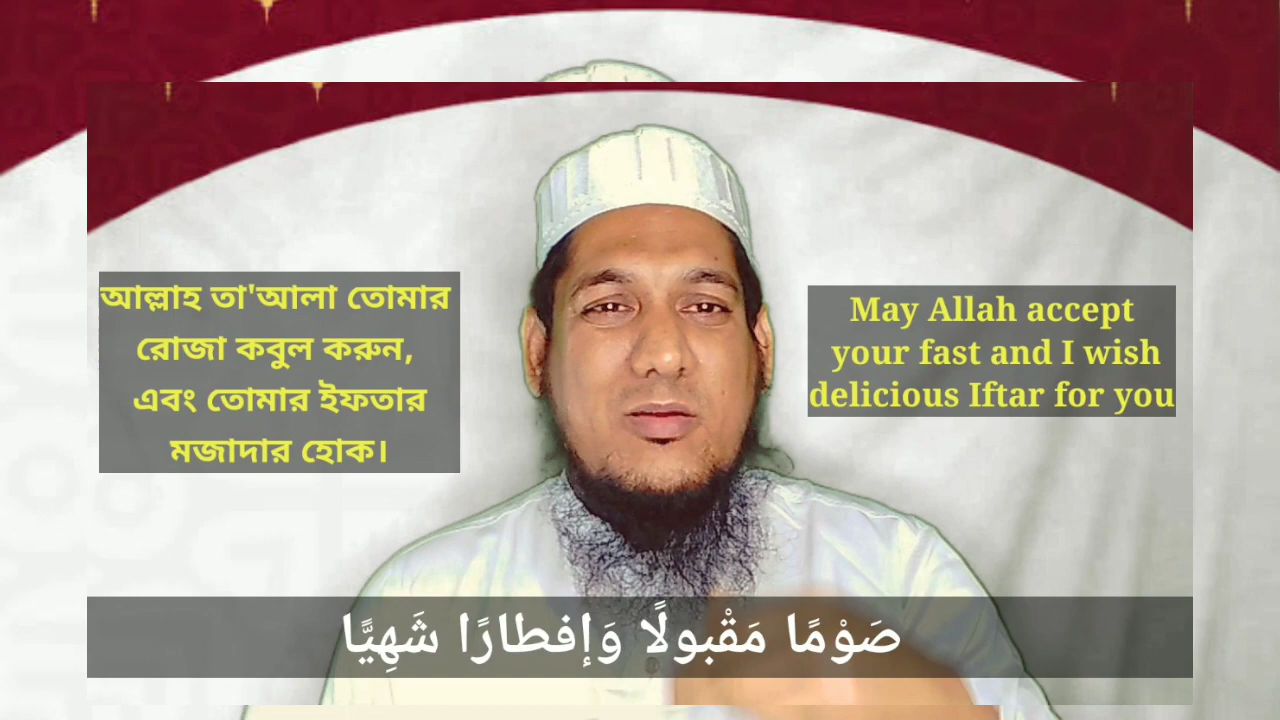 আল্লাহ তা'আলা তোমার
রোজা কবুল করুন,
এবং তোমার ইফতার
মজাদার হোক।
May Allah accept
your fast and I wish
delicious Iftar for you
صَوْمًا مَقْبولًا وَإفطارًا شَهِيًّا